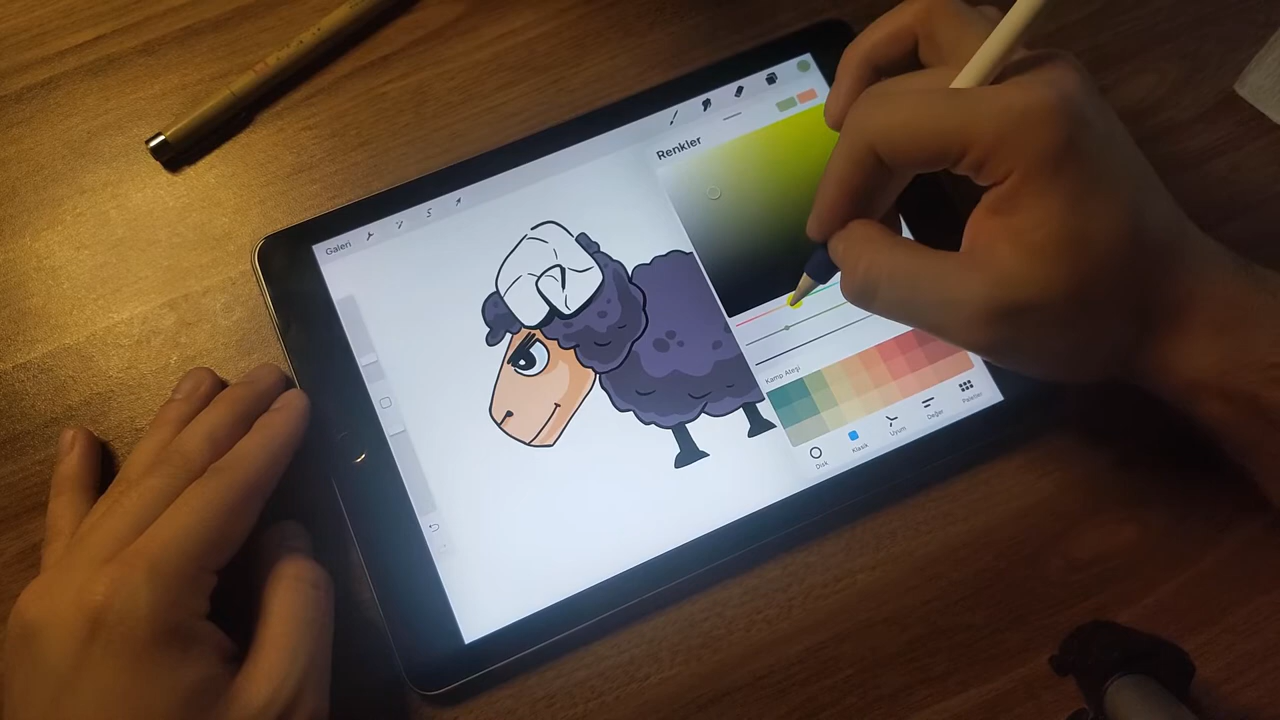 Galeri
Renkler
Kamp Ateşi
Disk
Klasik
Uyum
Değer
Paletler